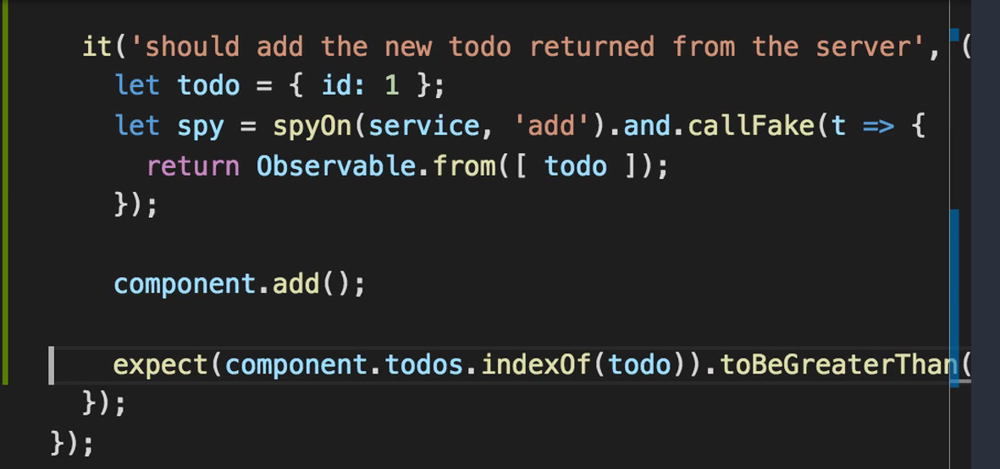 it('should add the new todo returned from the server', (
let todo = { id: 1 };
let spy = spyOn(service, 'add').and.callFake(t => {
return Observable.from([ todo ]);
});
component.add();
expect(component.todos.indexOf(todo)).toBeGreaterThan(
});
});